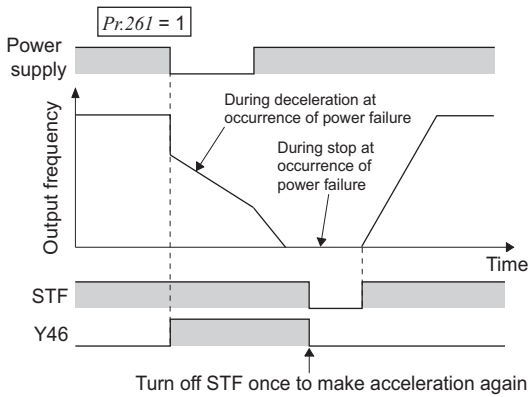 Pr.261 = 1
Power
supply
During deceleration at
occurrence of power failure
During stop at
occurrence of
power failure
Output frequency
Time
STF
Y46
Turn off STF once to make acceleration again